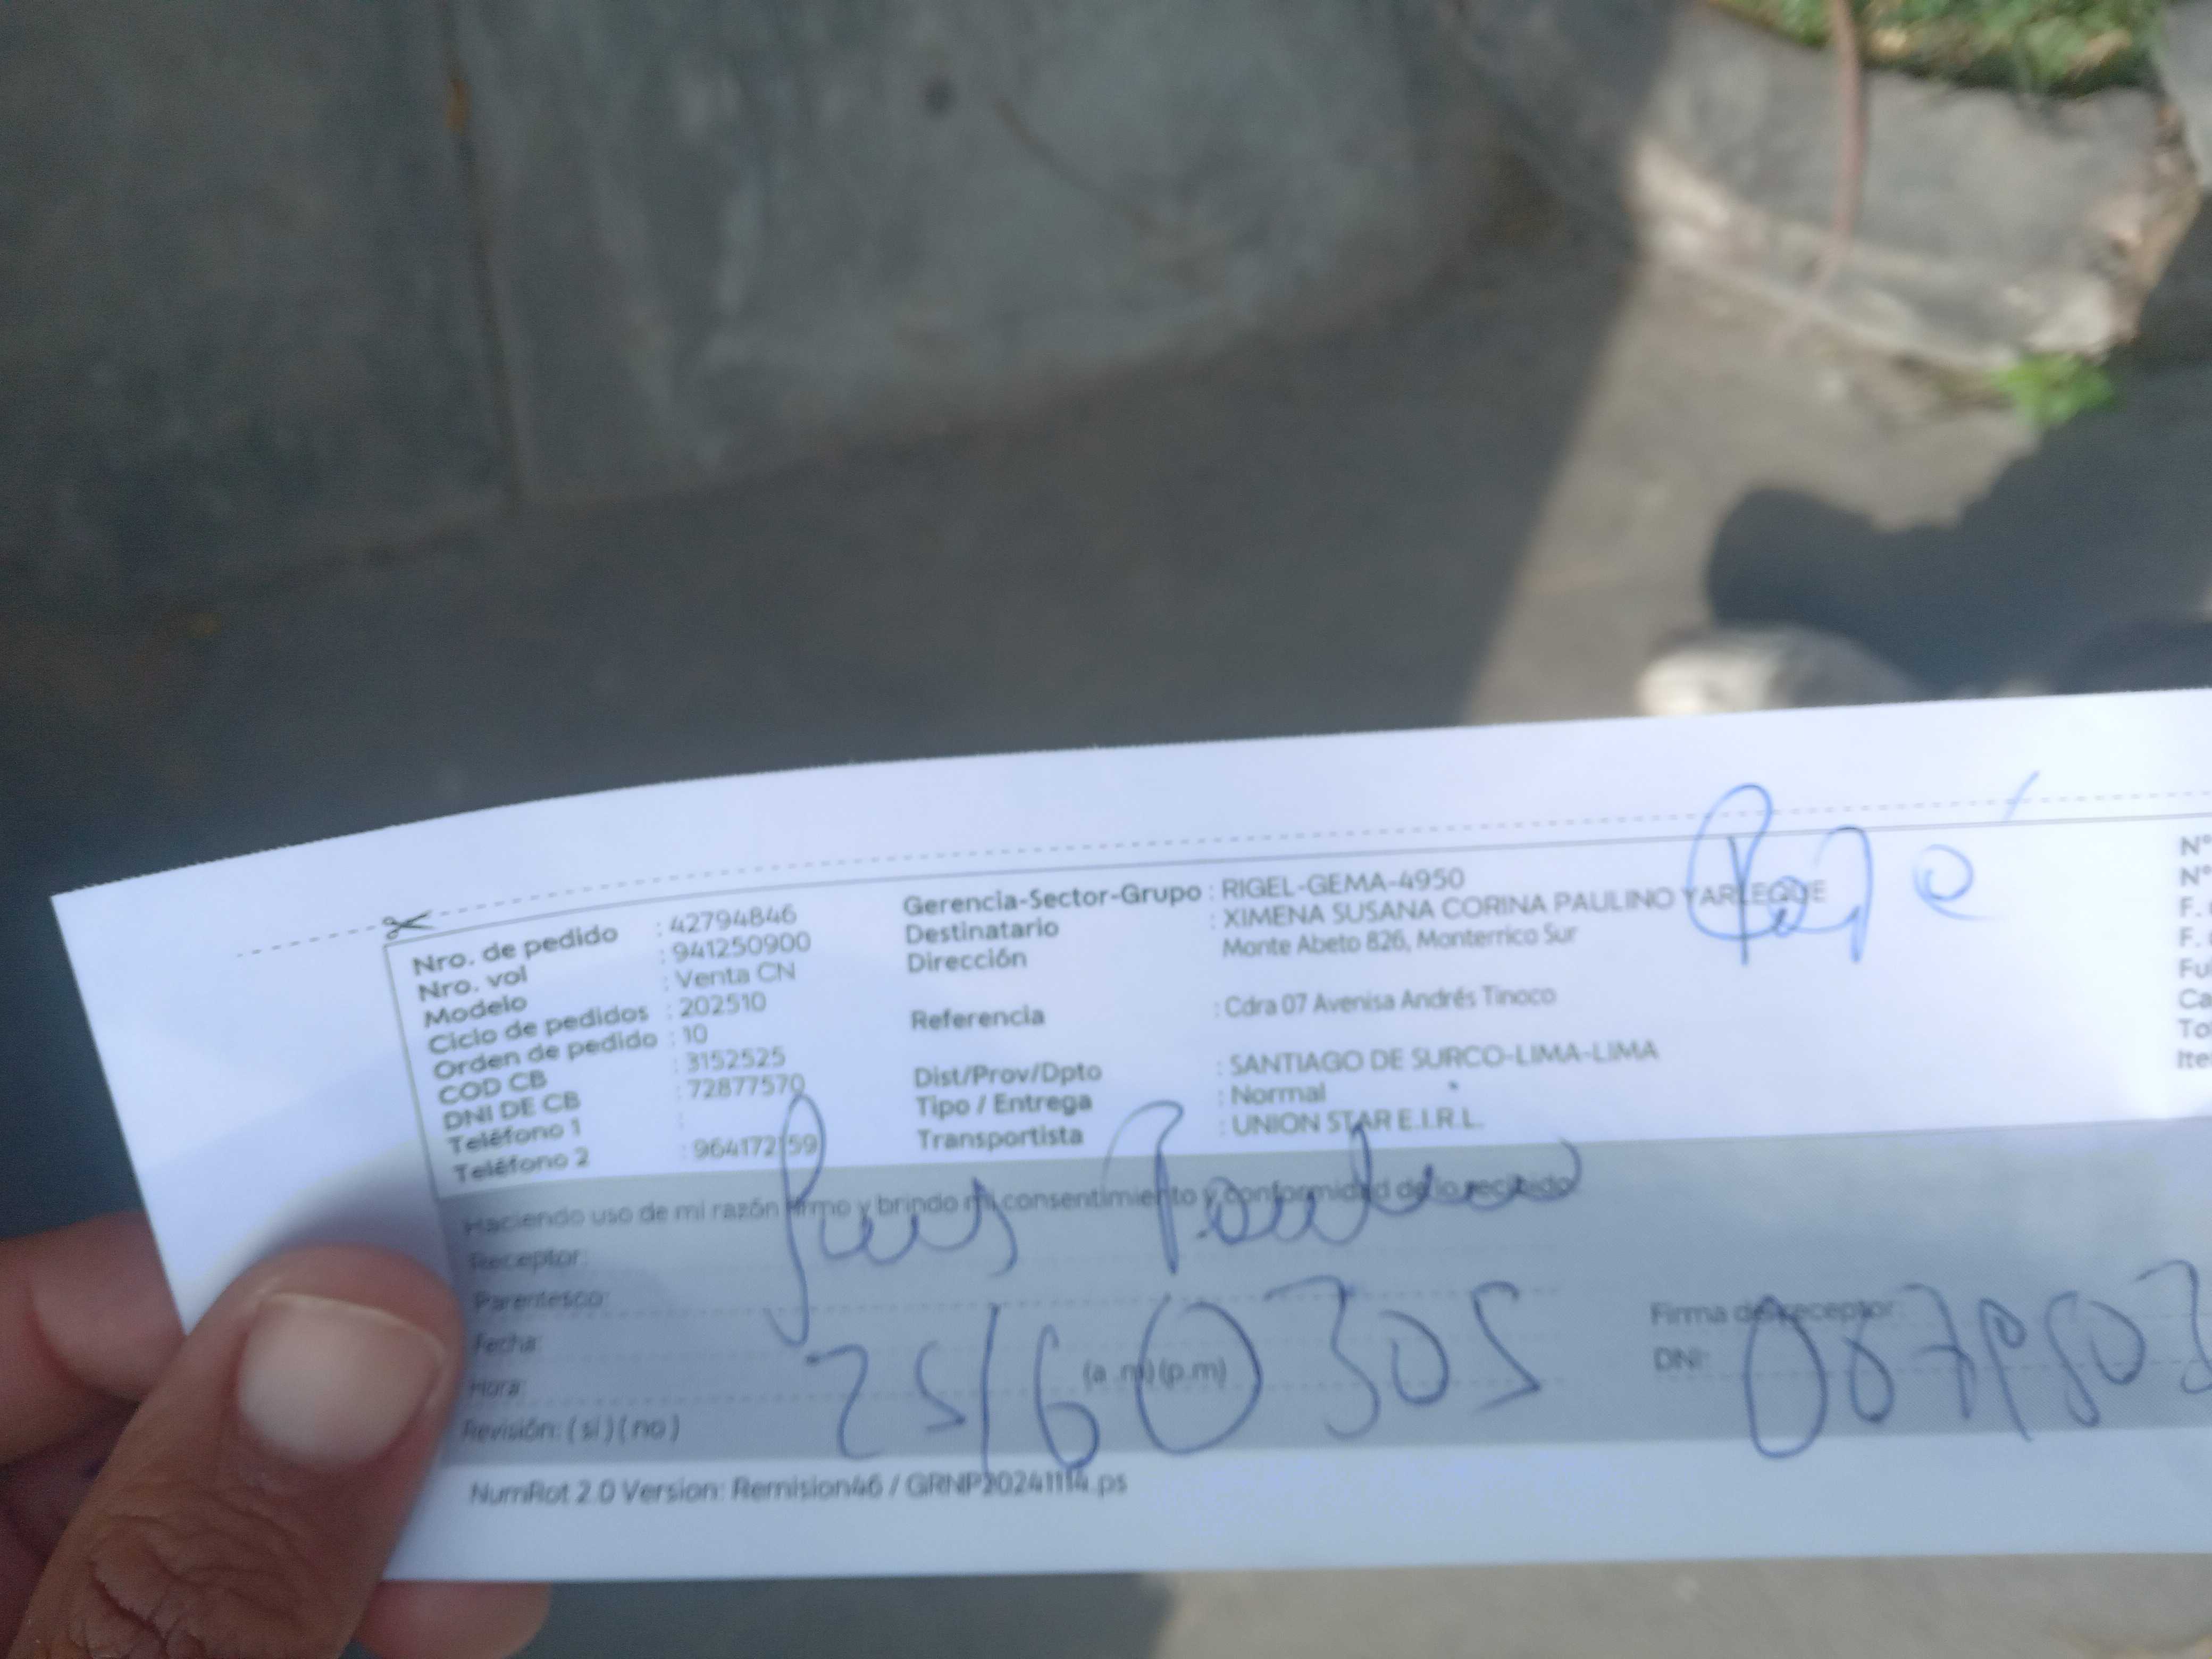 Nro. de pedido : 42794846
Nro. vol : 941250900
Modelo : Venta CN
Ciclo de pedidos : 202510
Orden de pedido : 10
COD CB : 3152525
DNI DE CB : 72877570
Teléfono 1 :
Teléfono 2 : 964172159
Gerencia-Sector-Grupo : RIGEL-GEMA-4950
Destinatario : XIMENA SUSANA CORINA PAULINO YARLEQUE
Dirección Monte Abeto 826, Monterrico Sur
Referencia : Cdra 07 Avenisa Andrés Tinoco
Dist/Prov/Dpto : SANTIAGO DE SURCO-LIMA-LIMA
Tipo / Entrega : Normal
Transportista : UNION STAR E.I.R.L.
Papá
N°
N°
F.
F.
Ful
Ca
Tot
Ite
Haciendo uso de mi razón firmo y brindo mi consentimiento y conformidad de lo recibido
Receptor:
Parentesco:
Fecha:
Hora: (a .m) (p.m)
Revisión: ( si ) ( no )
Firma del receptor:
DNI:
NumRot 2.0 Version: Remision46 / GRNP20241114.ps